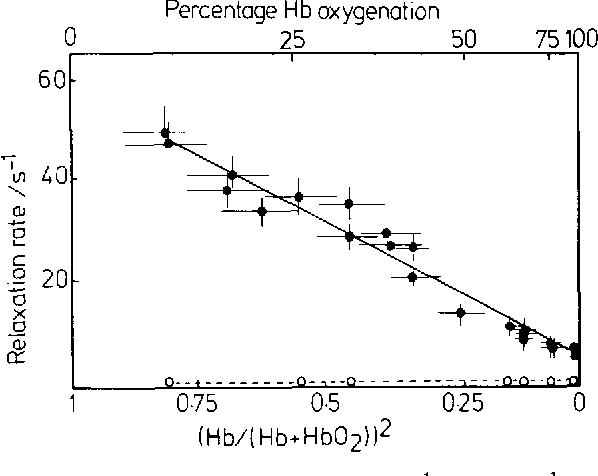 Percentage Hb oxygenation
0 25 50 75 100
60
40
20
Relaxation rate /s⁻¹
1 0.75 0.5 0.25 0
(Hb/(Hb+HbO₂))²